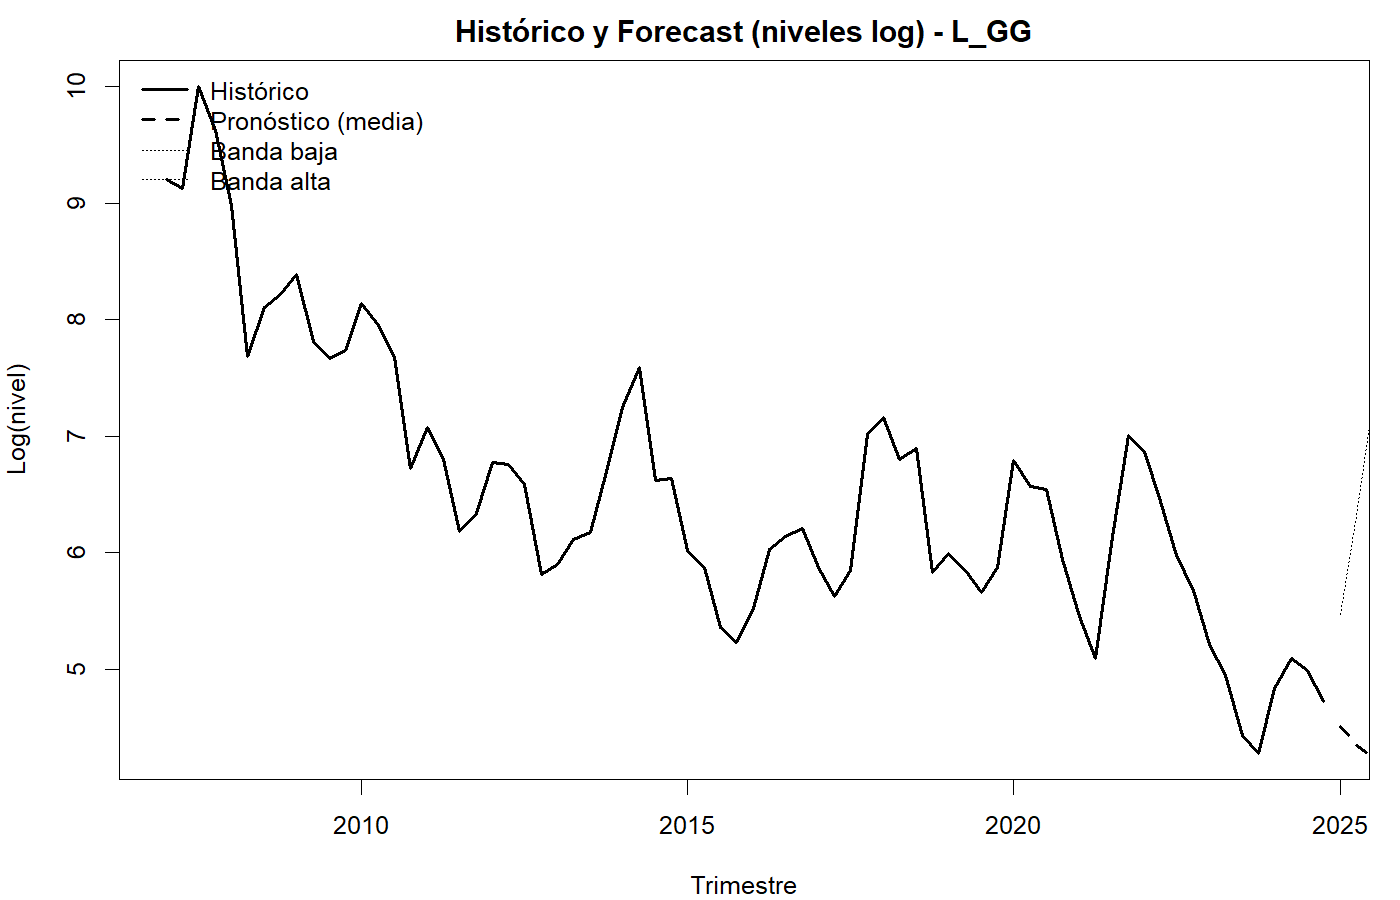 Histórico y Forecast (niveles log) - L_GG
Histórico
Pronóstico (media)
Banda baja
Banda alta
Log(nivel)
10
9
8
7
6
5
2010
2015
2020
2025
Trimestre